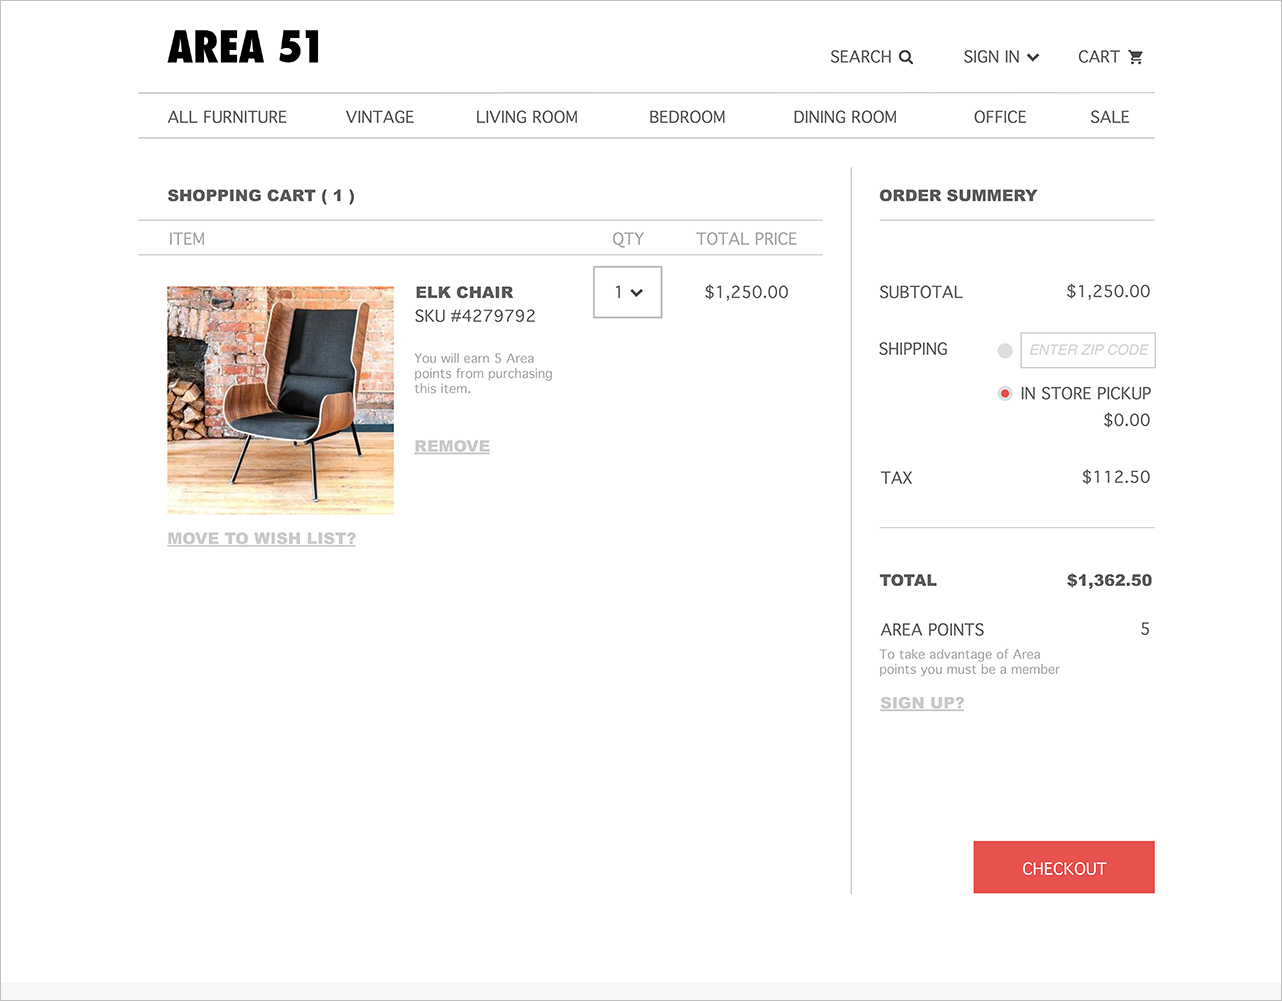 AREA 51
SEARCH
SIGN IN
CART
ALL FURNITURE
VINTAGE
LIVING ROOM
BEDROOM
DINING ROOM
OFFICE
SALE
SHOPPING CART ( 1 )
ITEM
QTY
TOTAL PRICE
ELK CHAIR
SKU #4279792
1
$1,250.00
You will earn 5 Area
points from purchasing
this item.
REMOVE
MOVE TO WISH LIST?
ORDER SUMMERY
SUBTOTAL
$1,250.00
SHIPPING
ENTER ZIP CODE
IN STORE PICKUP
$0.00
TAX
$112.50
TOTAL
$1,362.50
AREA POINTS
5
To take advantage of Area
points you must be a member
SIGN UP?
CHECKOUT